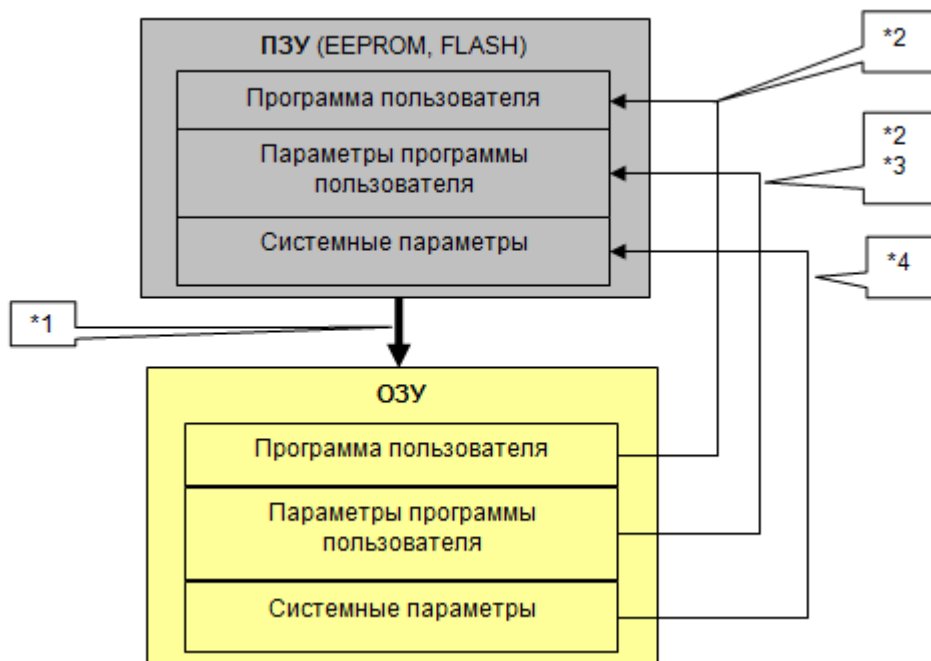 ПЗУ (EEPROM, FLASH)
*2
Программа пользователя
*2
*3
Параметры программы
пользователя
Системные параметры
*4
*1
ОЗУ
Программа пользователя
Параметры программы
пользователя
Системные параметры